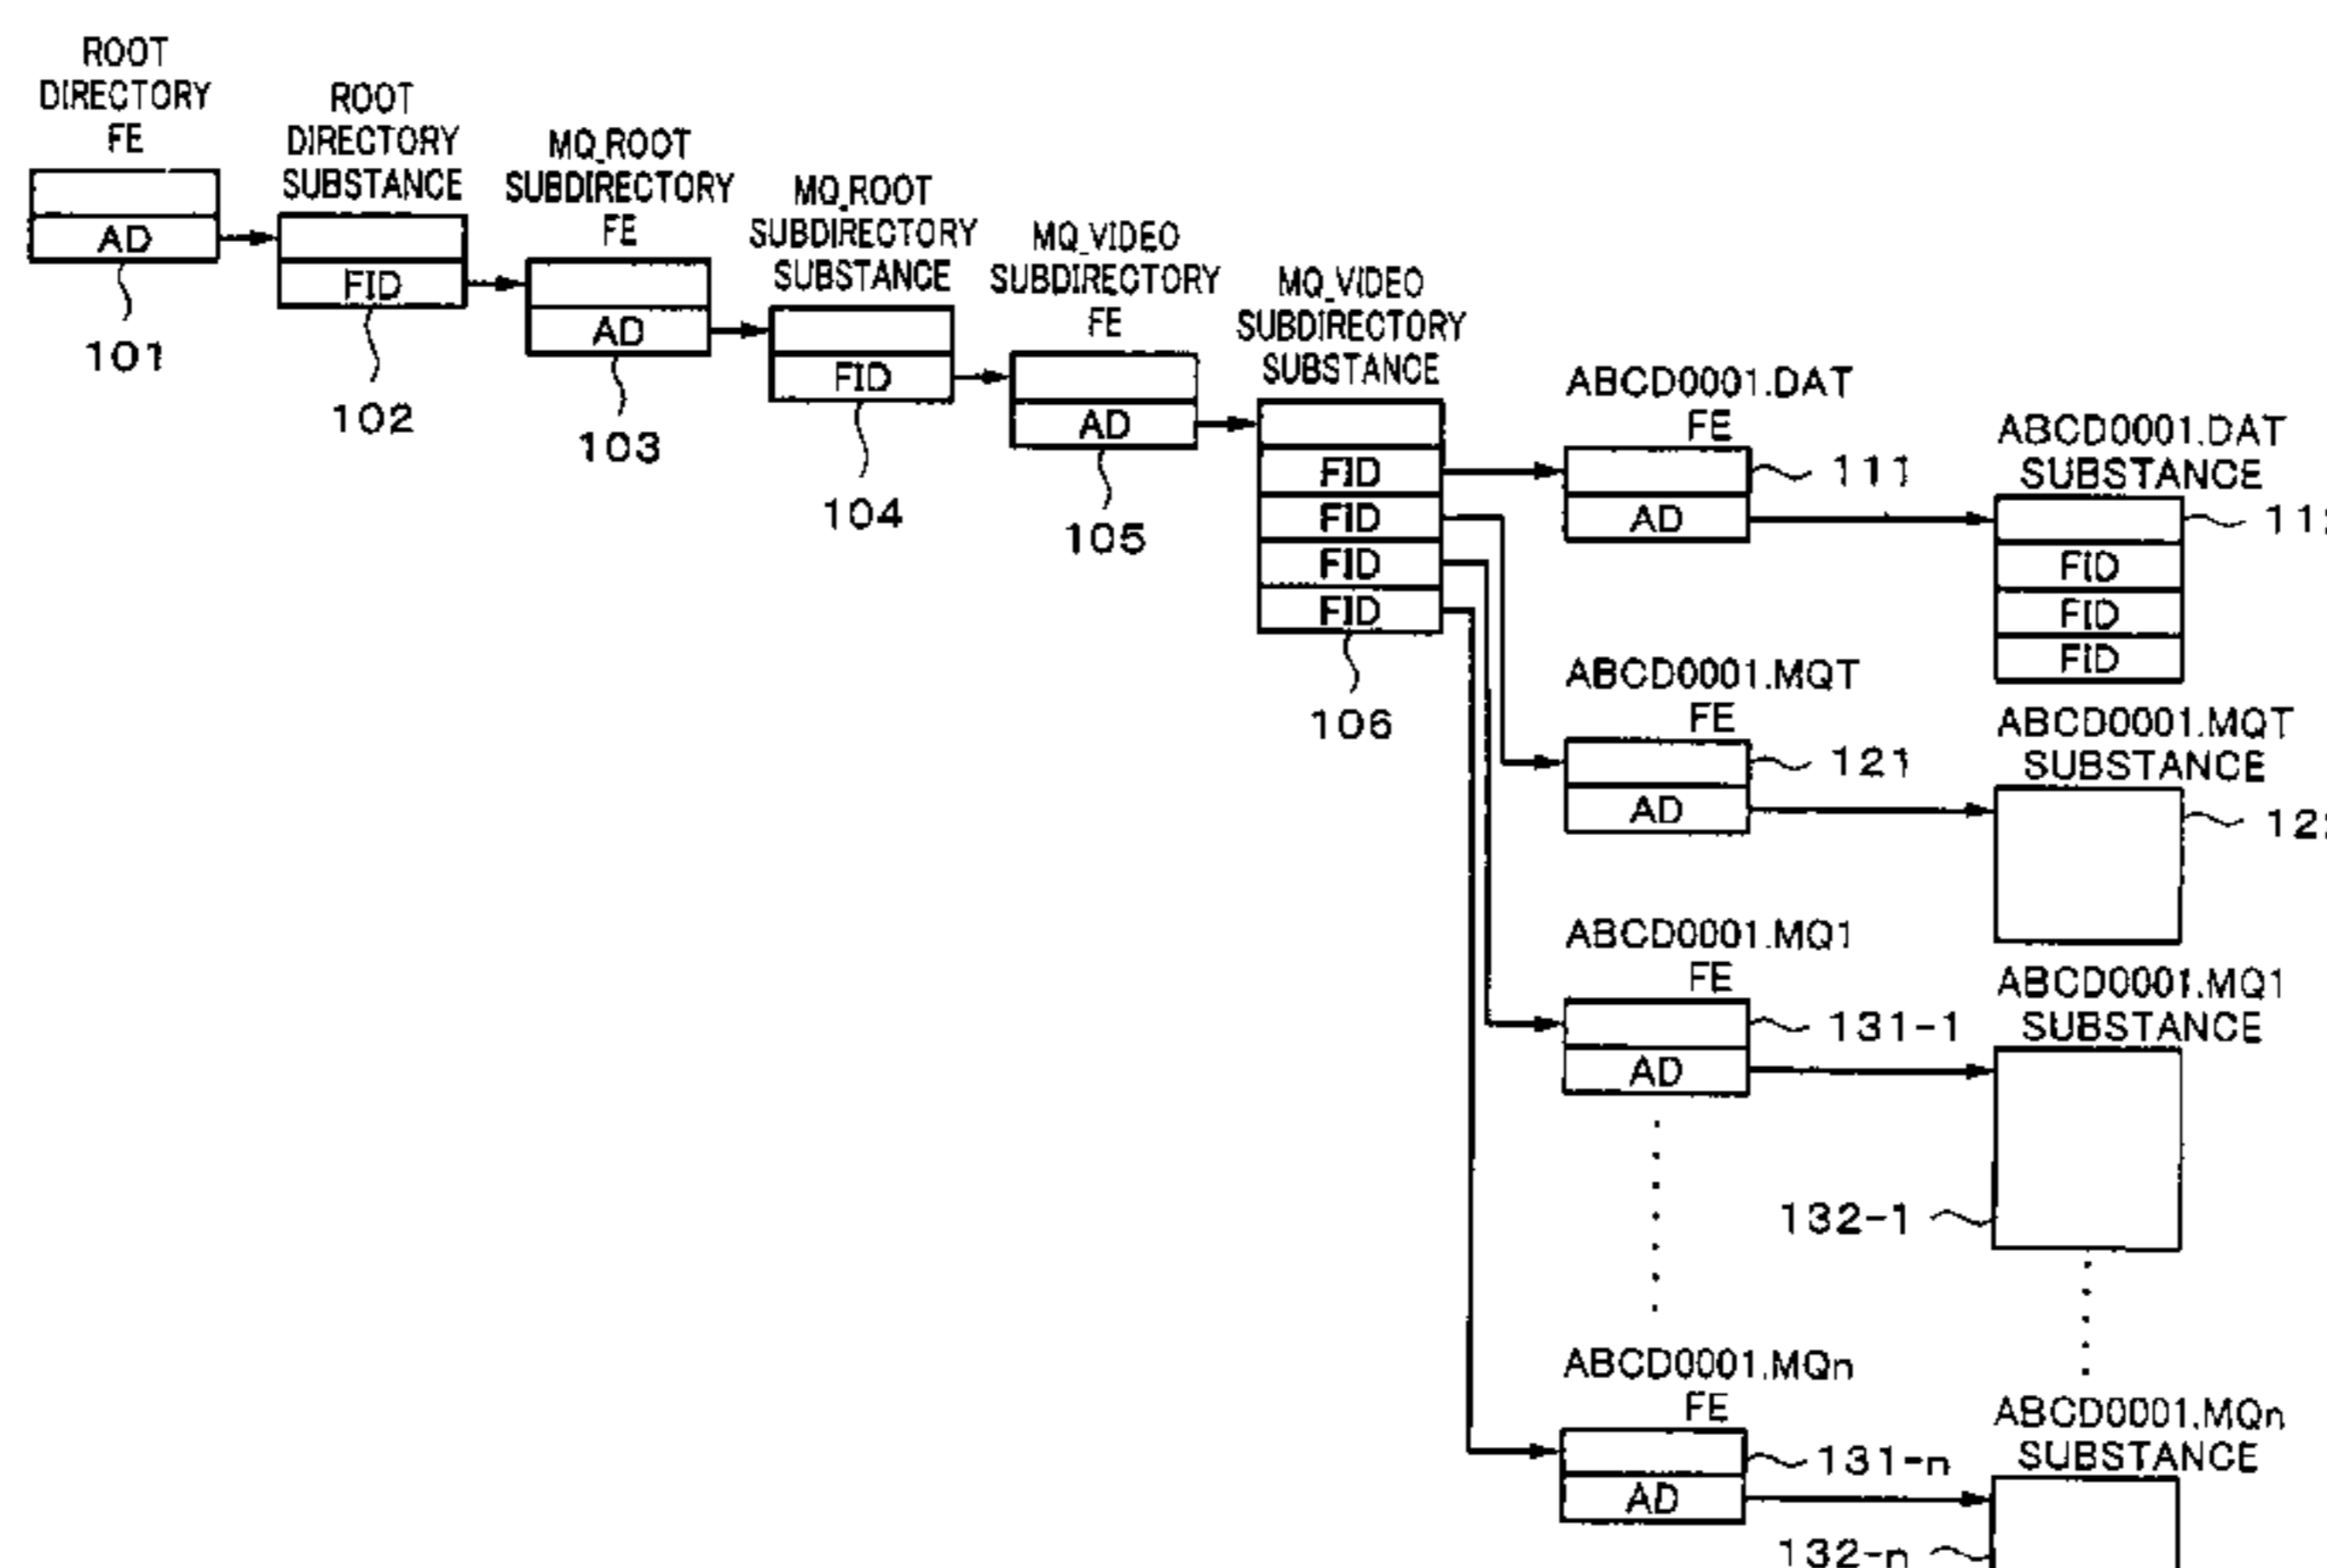 ROOT
DIRECTORY
FE
AD
101
ROOT
DIRECTORY
SUBSTANCE
FID
102
MQ_ROOT
SUBDIRECTORY
FE
AD
103
MQ_ROOT
SUBDIRECTORY
SUBSTANCE
FID
104
MQ_VIDEO
SUBDIRECTORY
FE
AD
105
MQ_VIDEO
SUBDIRECTORY
SUBSTANCE
FID
FID
FID
FID
106
ABCD0001.DAT
FE
111
AD
ABCD0001.DAT
SUBSTANCE
FID
FID
FID
ABCD0001.MQT
FE
121
AD
ABCD0001.MQT
SUBSTANCE
ABCD0001.MQ1
FE
131-1
AD
ABCD0001.MQ1
SUBSTANCE
132-1
ABCD0001.MQn
FE
131-n
AD
ABCD0001.MQn
SUBSTANCE
132-n